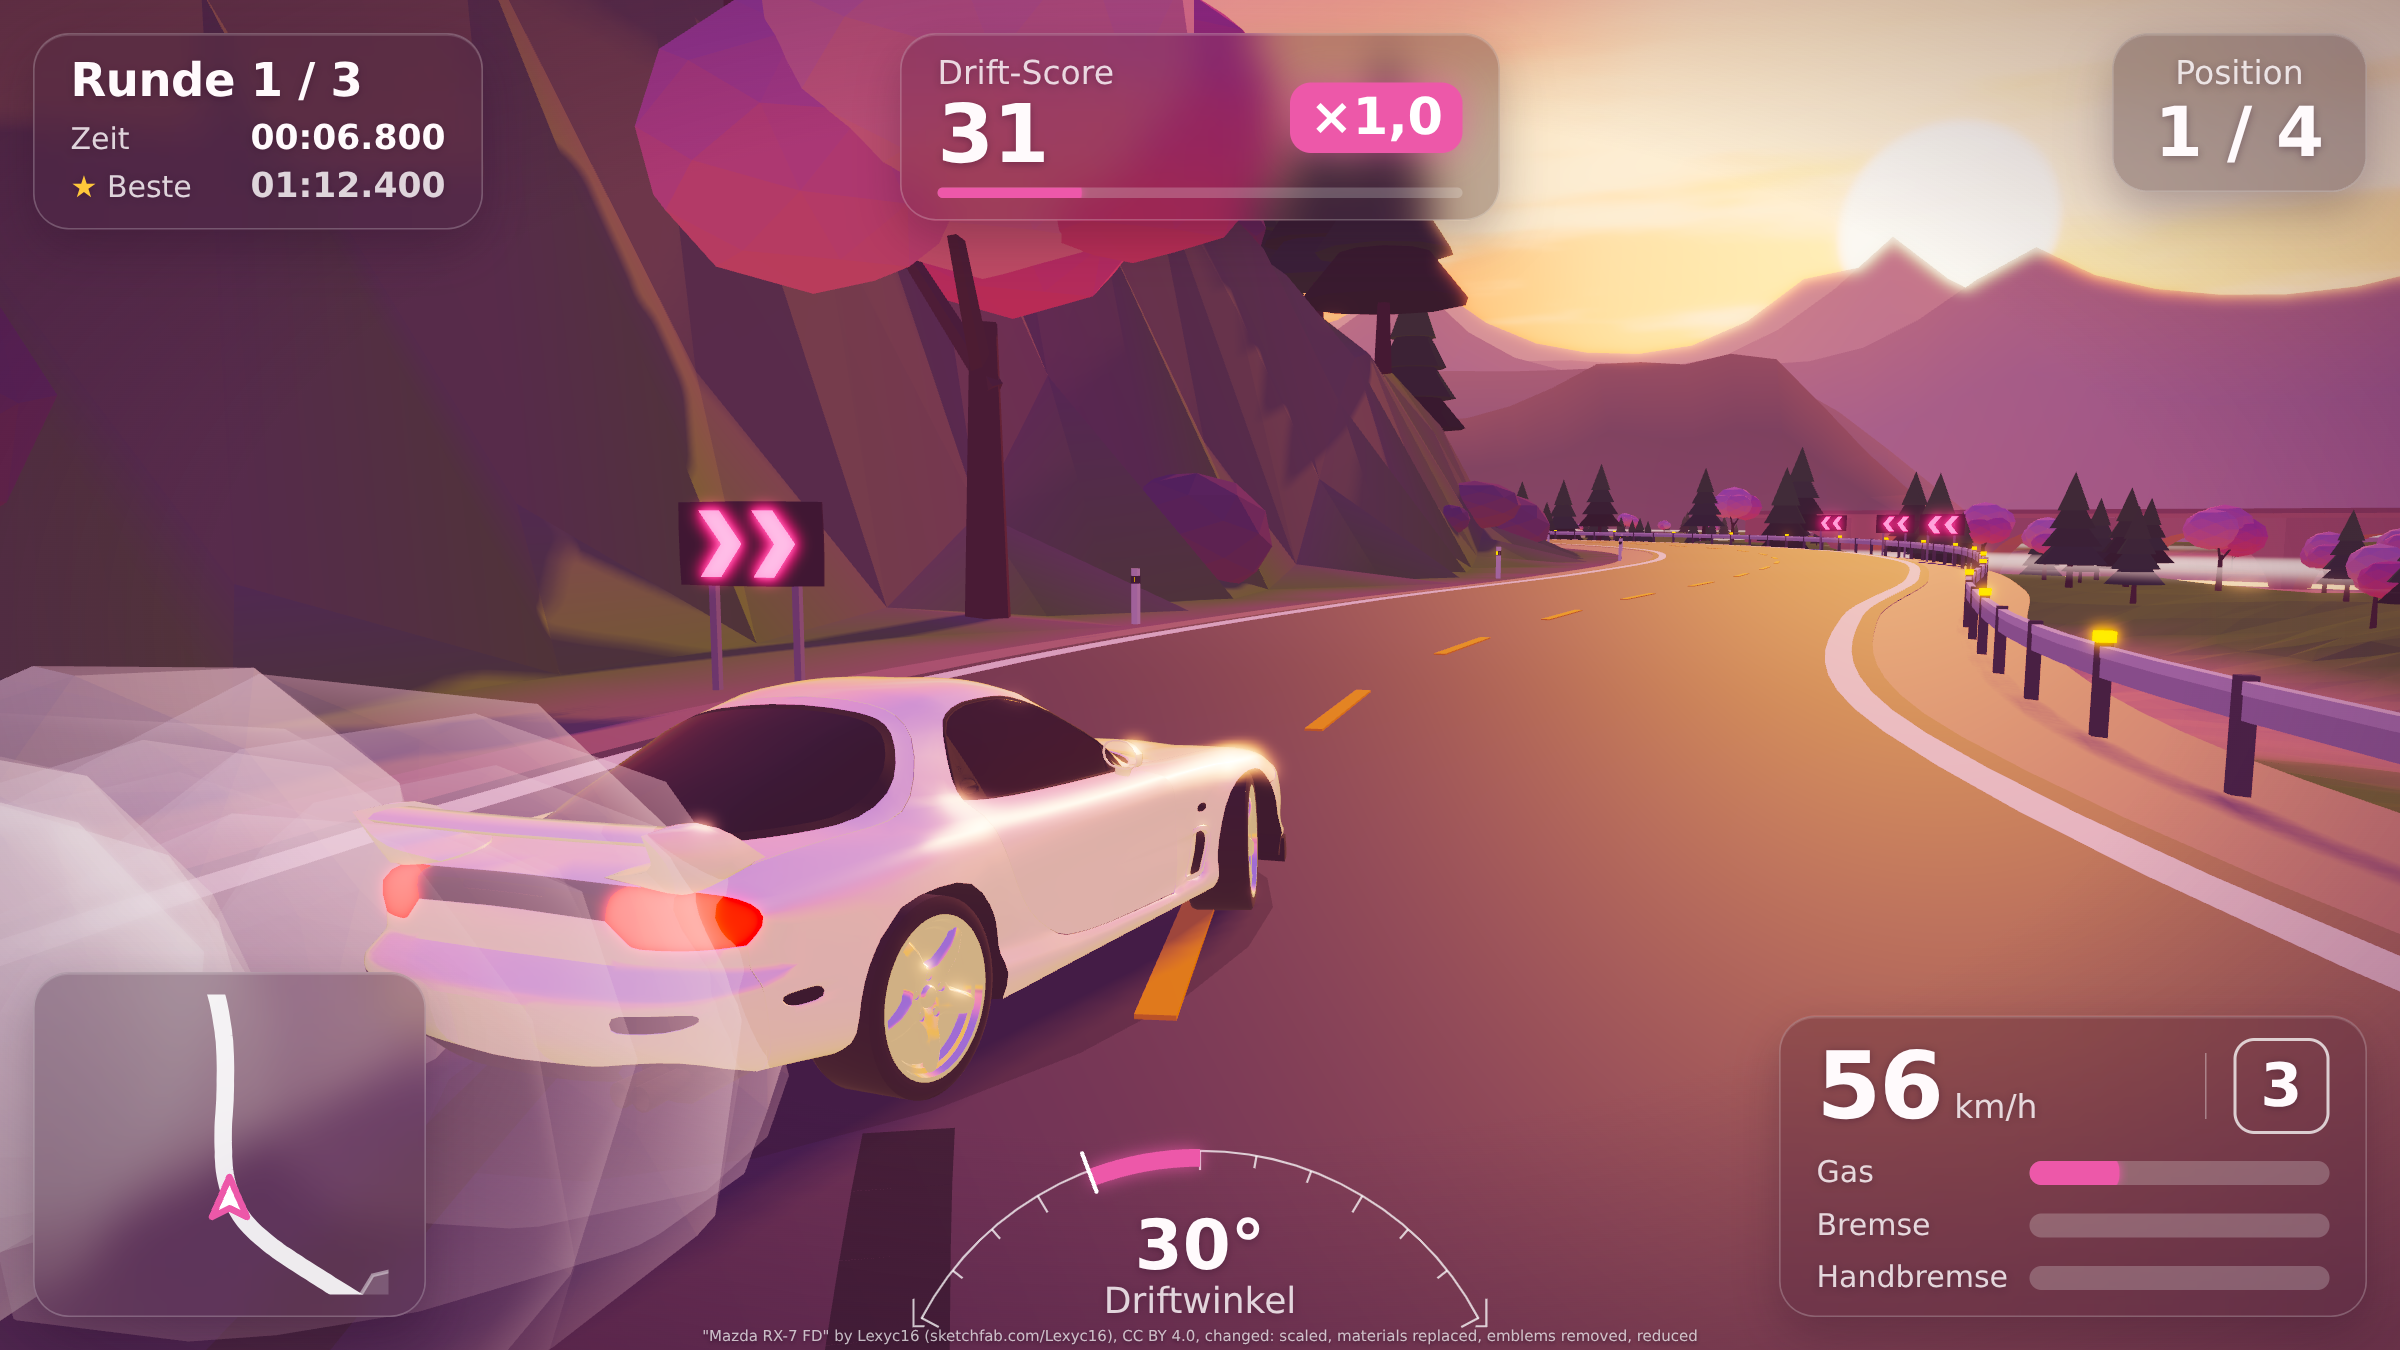 Runde 1 / 3
Zeit 00:06.800
★ Beste 01:12.400
Drift-Score
31
×1,0
Position
1 / 4
56 km/h
3
Gas
Bremse
Handbremse
30°
Driftwinkel
"Mazda RX-7 FD" by Lexyc16 (sketchfab.com/Lexyc16), CC BY 4.0, changed: scaled, materials replaced, emblems removed, reduced